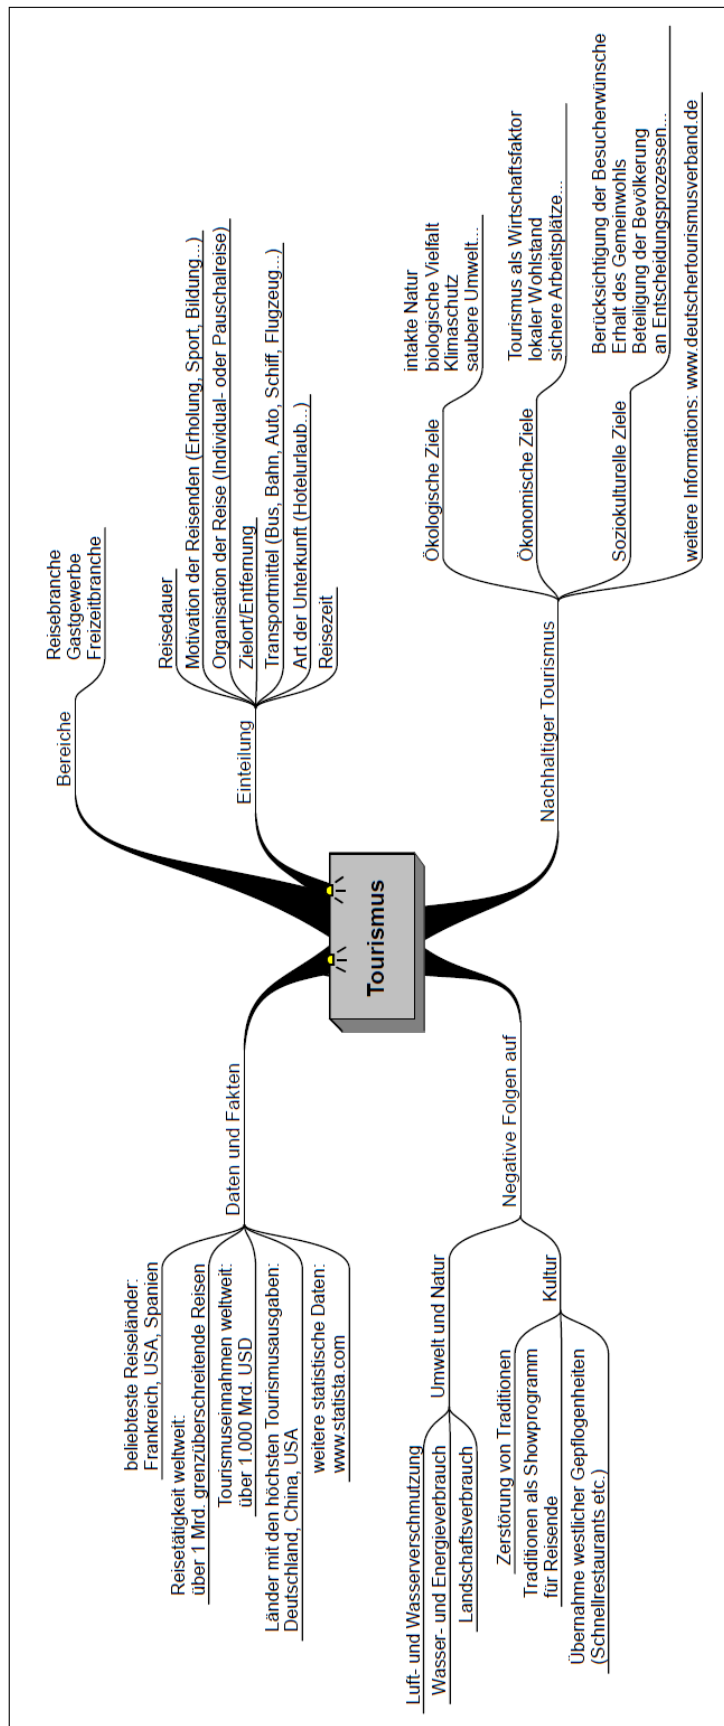 Tourismus
Bereiche
Reisebranche
Gastgewerbe
Freizeitbranche
Einteilung
Reisedauer
Motivation der Reisenden (Erholung, Sport, Bildung...)
Organisation der Reise (Individual- oder Pauschalreise)
Zielort/Entfernung
Transportmittel (Bus, Bahn, Auto, Schiff, Flugzeug...)
Art der Unterkunft (Hotelurlaub...)
Reisezeit
Nachhaltiger Tourismus
Ökologische Ziele
intakte Natur
biologische Vielfalt
Klimaschutz
saubere Umwelt...
Ökonomische Ziele
Tourismus als Wirtschaftsfaktor
lokaler Wohlstand
sichere Arbeitsplätze...
Soziokulturelle Ziele
Berücksichtigung der Besucherwünsche
Erhalt des Gemeinwohls
Beteiligung der Bevölkerung
an Entscheidungsprozessen...
weitere Informations: www.deutschertourismusverband.de
Daten und Fakten
beliebteste Reiseländer:
Frankreich, USA, Spanien
Reisetätigkeit weltweit:
über 1 Mrd. grenzüberschreitende Reisen
Tourismuseinnahmen weltweit:
über 1.000 Mrd. USD
Länder mit den höchsten Tourismusausgaben:
Deutschland, China, USA
weitere statistische Daten:
www.statista.com
Negative Folgen auf
Umwelt und Natur
Luft- und Wasserverschmutzung
Wasser- und Energieverbrauch
Landschaftsverbrauch
Kultur
Zerstörung von Traditionen
Traditionen als Showprogramm
für Reisende
Übernahme westlicher Gepflogenheiten
(Schnellrestaurants etc.)